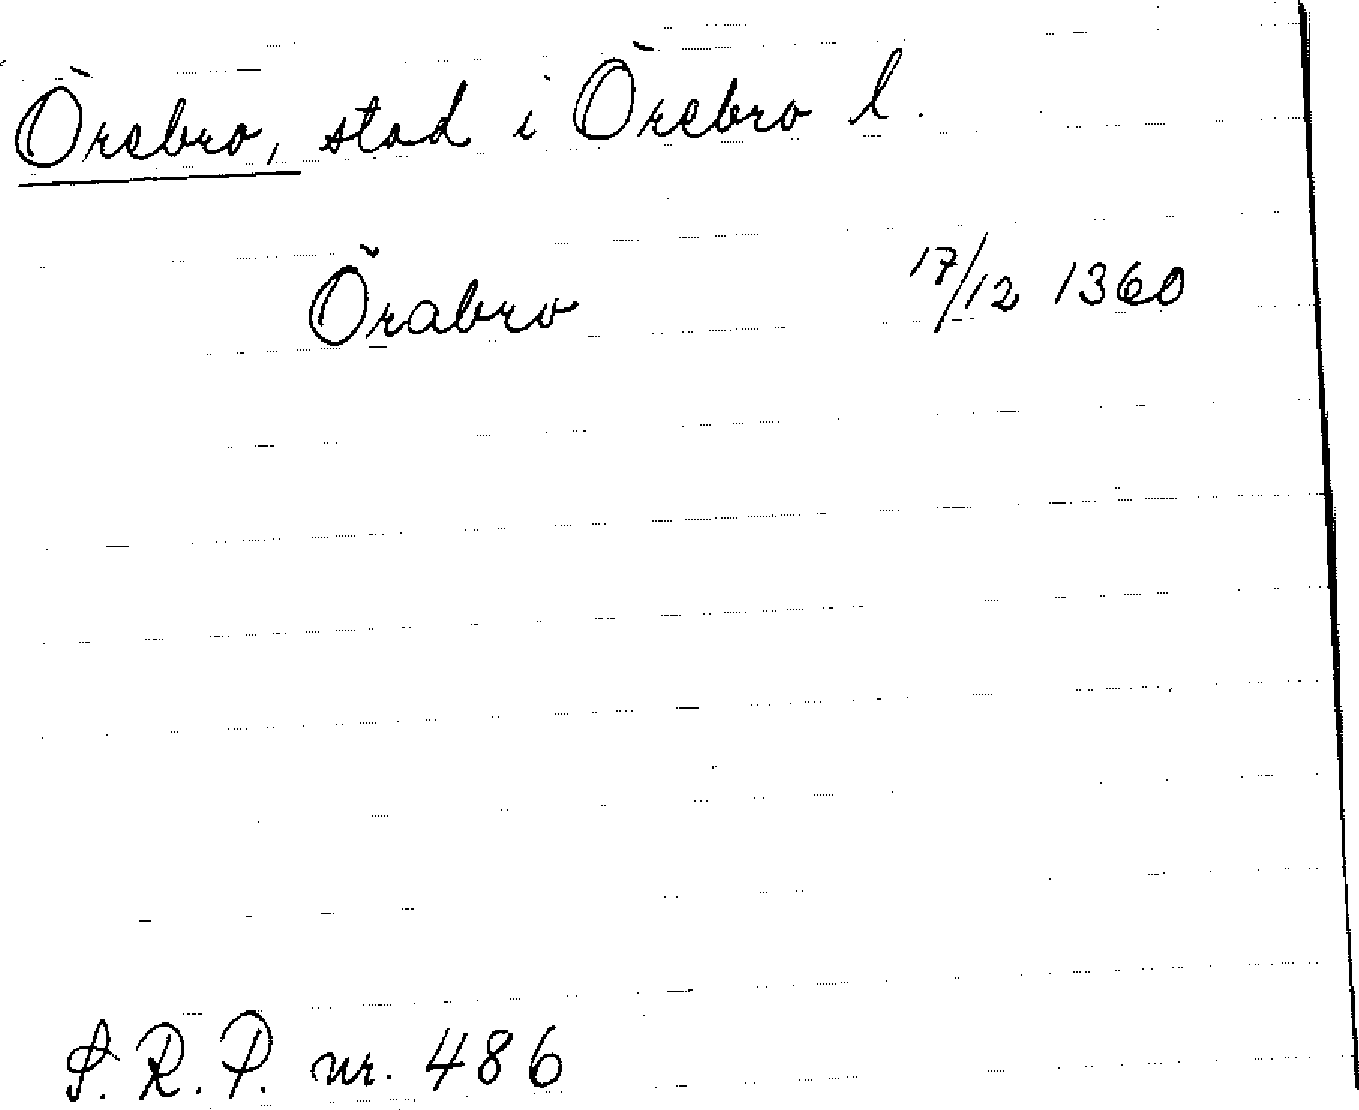 Örebro, stad i Örebro l.
Örabro 17/12 1360
S.R.P. nr. 486